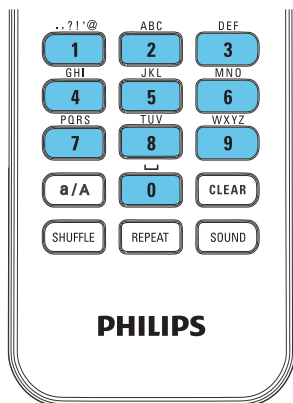 .,?!'@ ABC DEF
1 2 3
GHI JKL MNO
4 5 6
PQRS TUV WXYZ
7 8 9
a/A 0 CLEAR
SHUFFLE REPEAT SOUND
PHILIPS